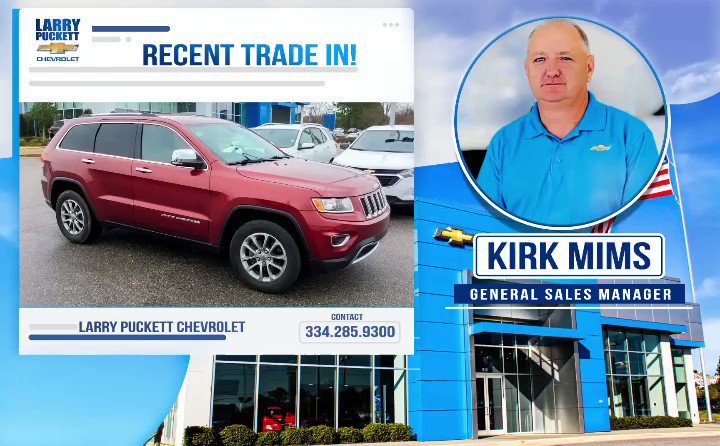 LARRY
PUCKETT
CHEVROLET
RECENT TRADE IN!
LARRY PUCKETT CHEVROLET
CONTACT
334.285.9300
KIRK MIMS
GENERAL SALES MANAGER